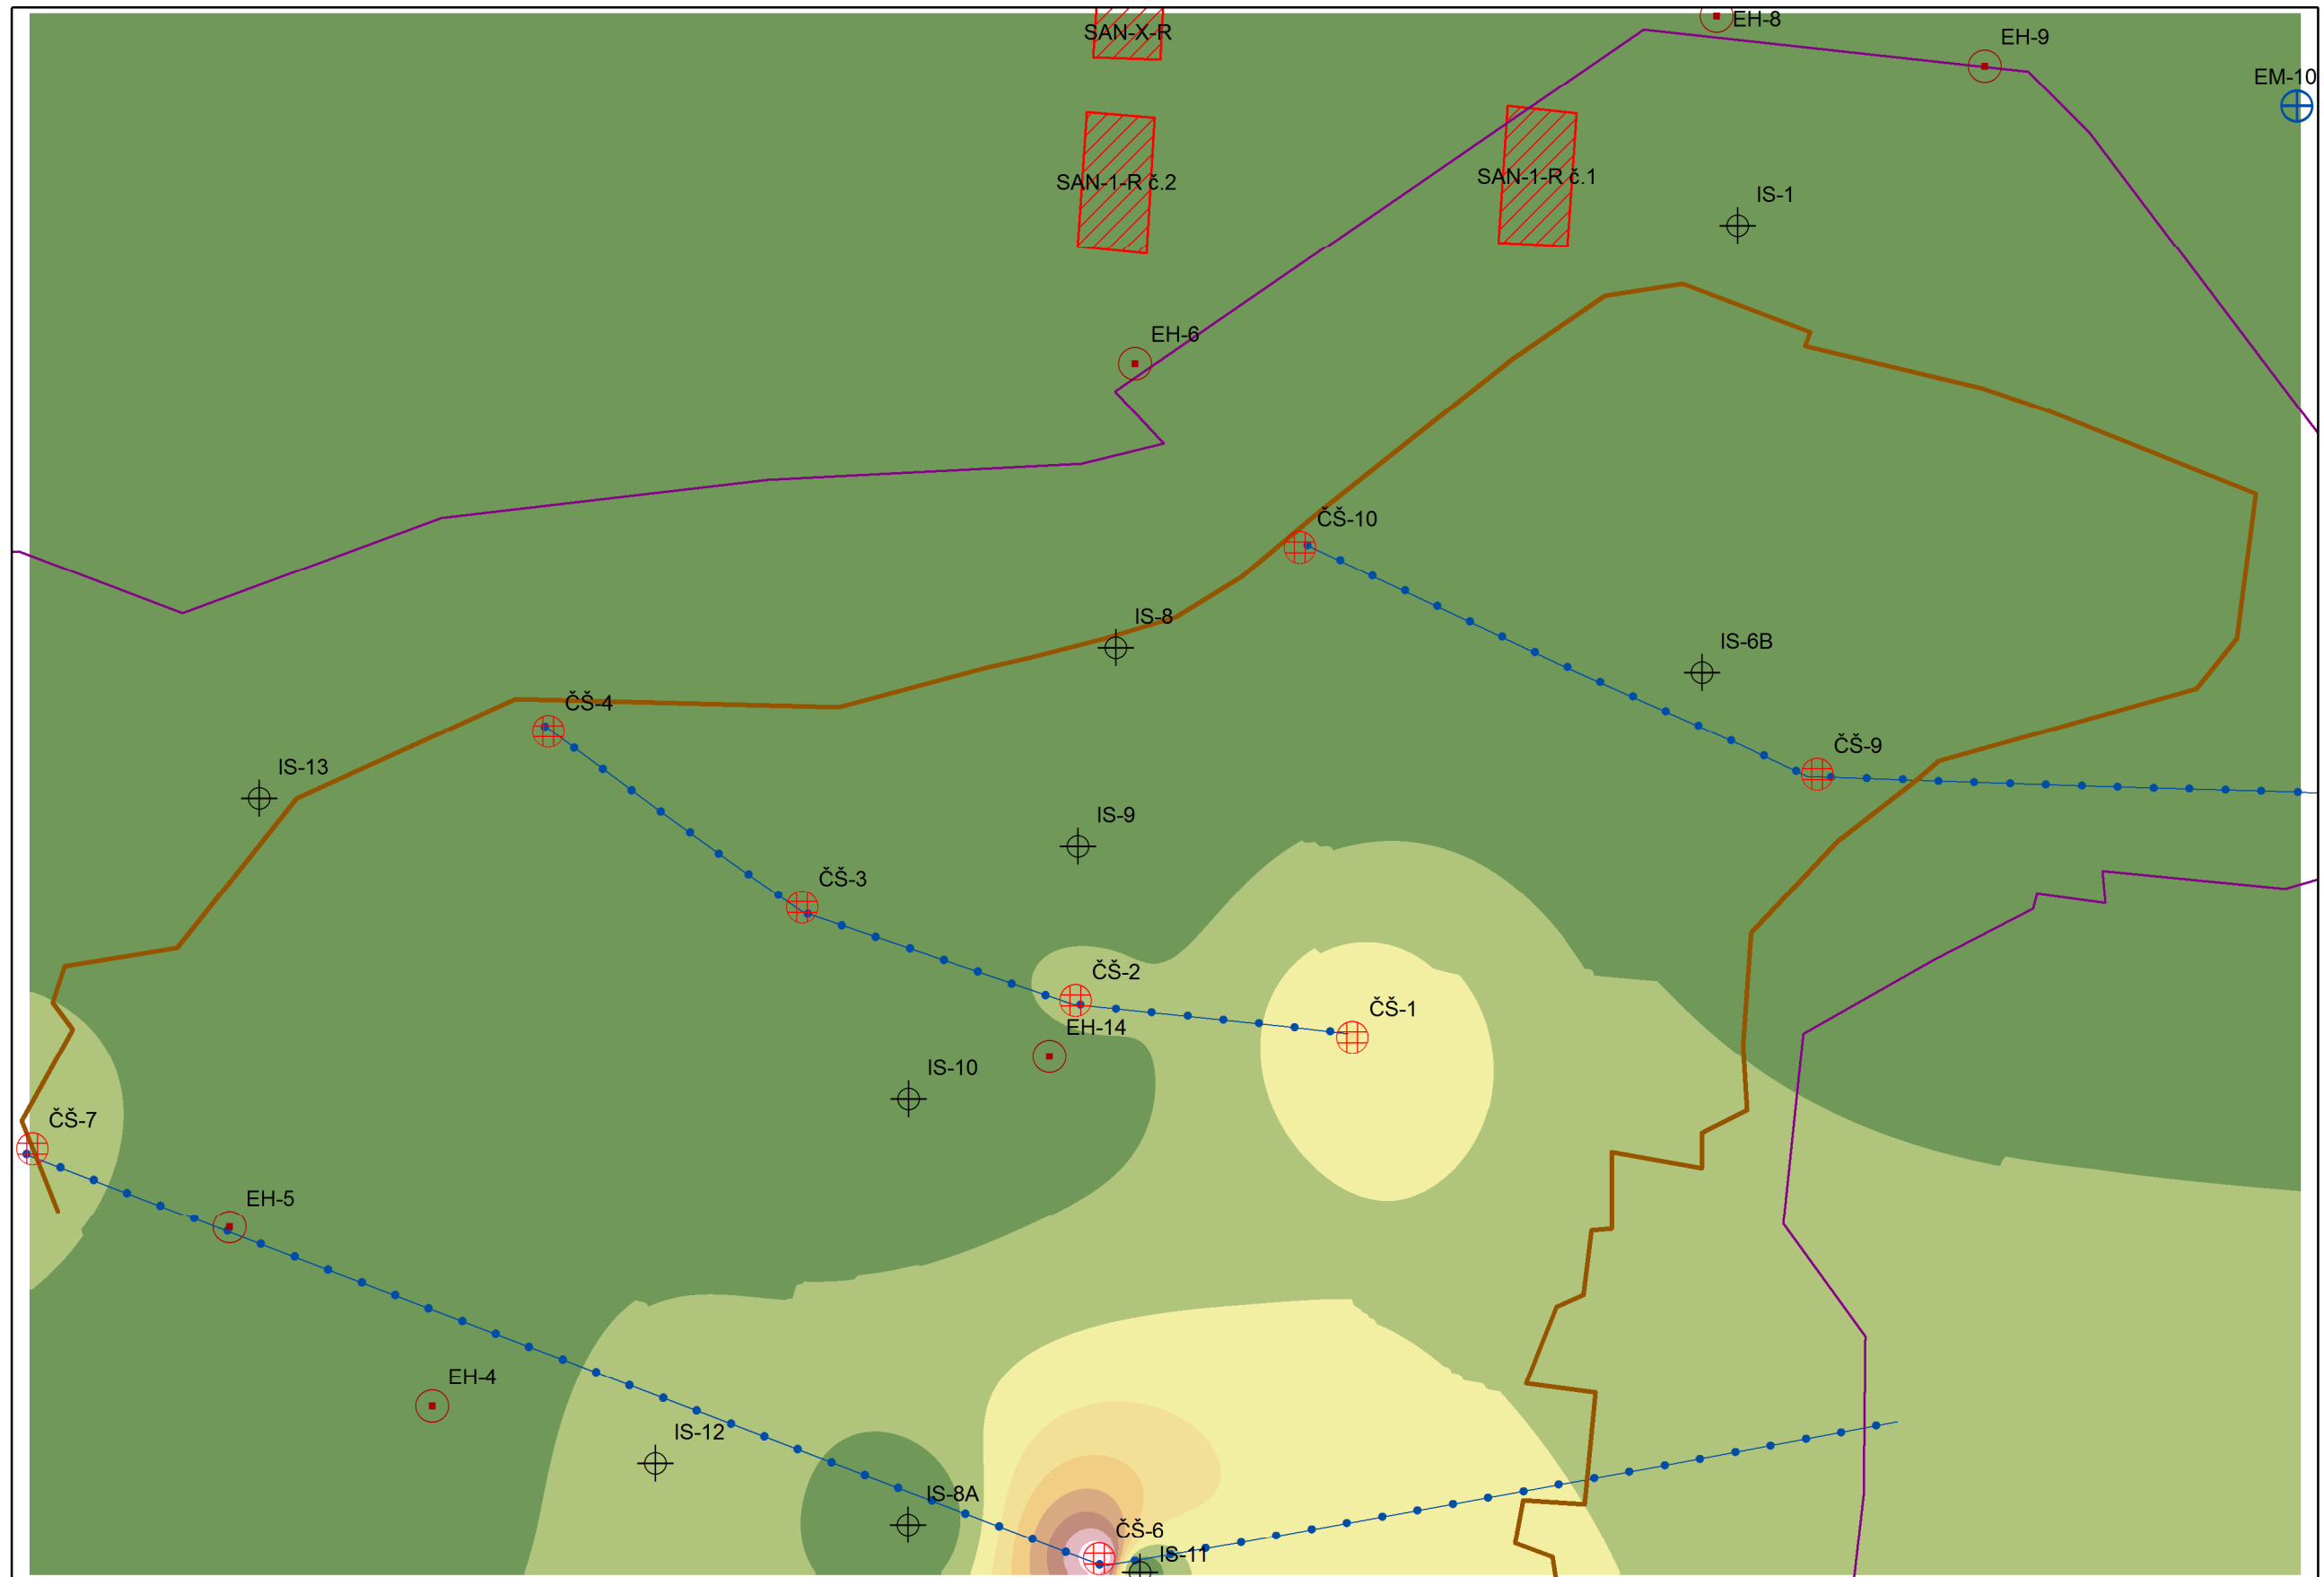 SAN-X-R
EH-8
EH-9
EM-10
SAN-1-R č.2
SAN-1-R č.1
IS-1
EH-6
ČŠ-10
IS-8
IS-6B
ČŠ-4
ČŠ-9
IS-13
IS-9
ČŠ-3
ČŠ-2
ČŠ-1
EH-14
IS-10
ČŠ-7
EH-5
EH-4
IS-12
IS-8A
ČŠ-6
IS-11